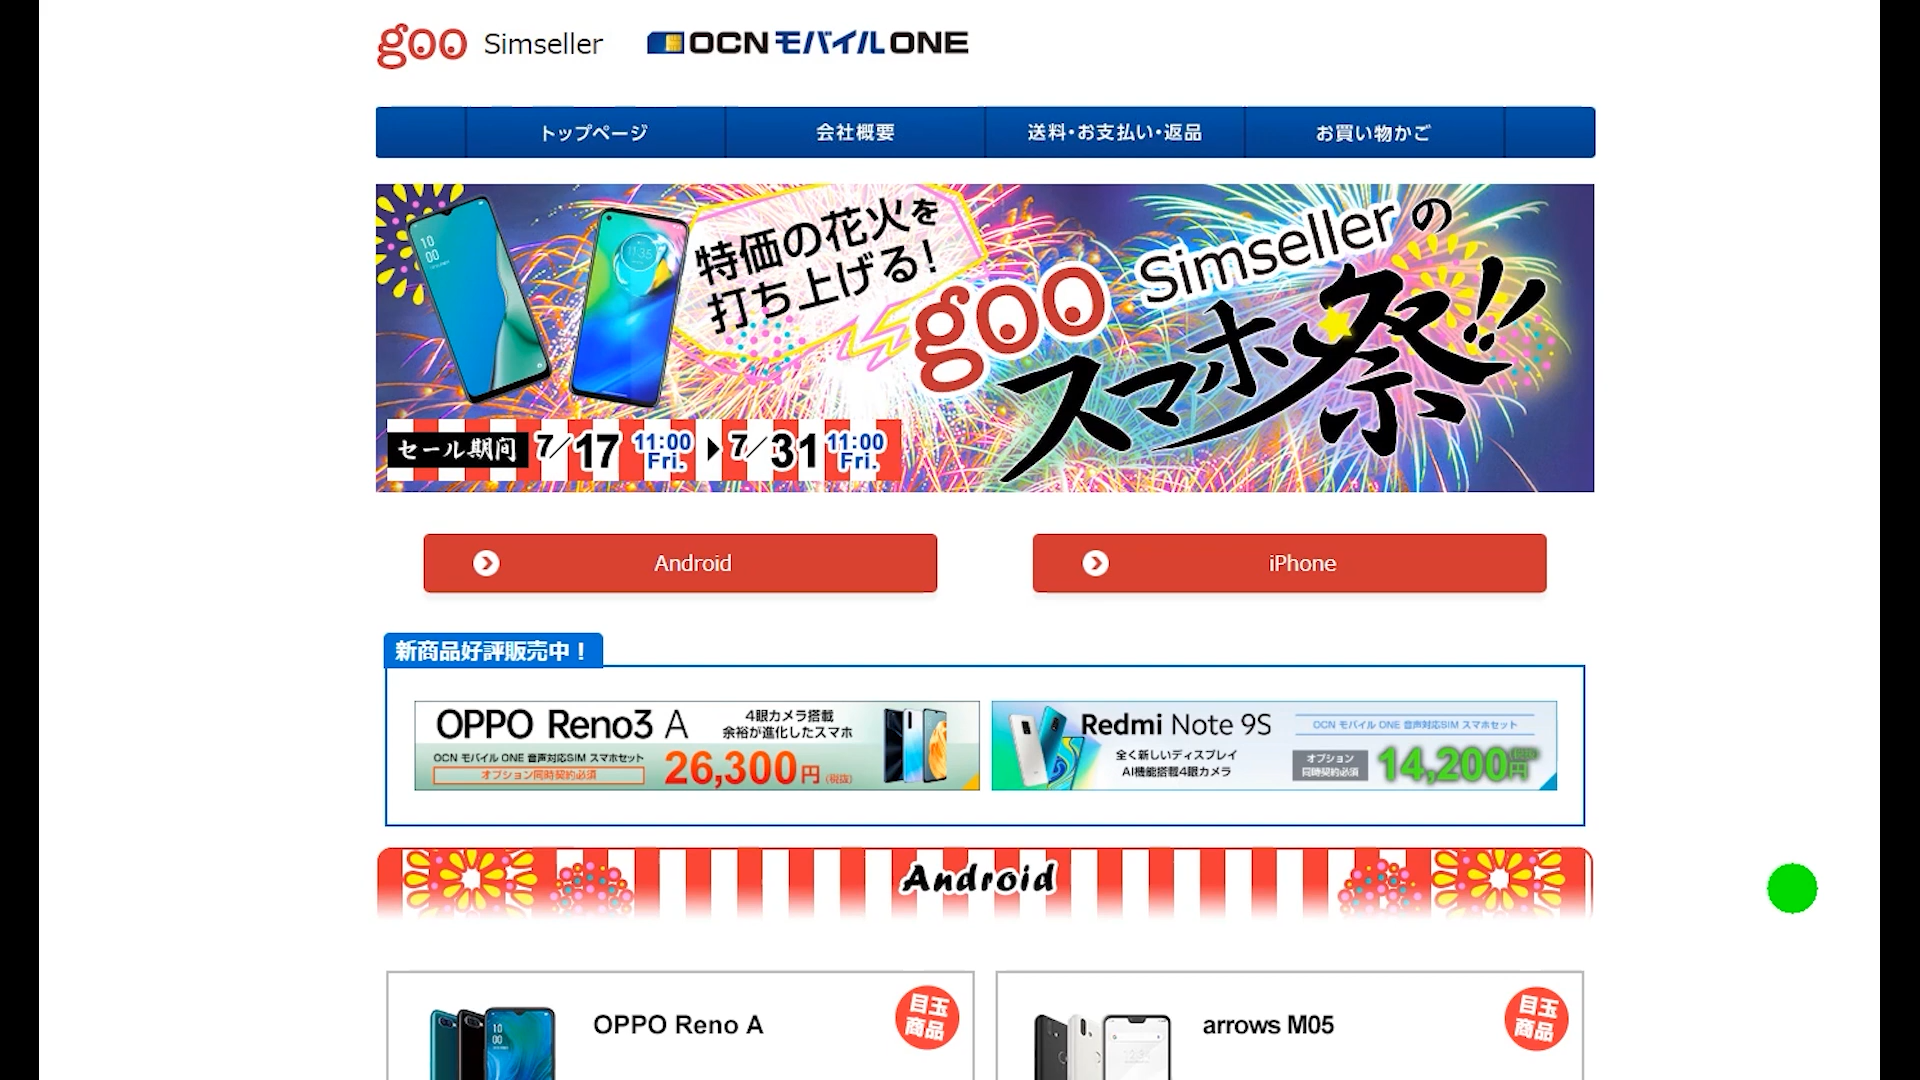 goo Simseller OCN モバイル ONE
トップページ 会社概要 送料・お支払い・返品 お買い物かご
特価の花火を
打ち上げる!
goo Simsellerの
スマホ祭!!
セール期間 7/17 11:00 Fri. ▶ 7/31 11:00 Fri.
Android
iPhone
新商品好評販売中!
OPPO Reno3 A
4眼カメラ搭載
余裕が進化したスマホ
OCN モバイル ONE 音声対応SIM スマホセット
オプション同時契約必須
26,300円(税抜)
Redmi Note 9S
OCN モバイル ONE 音声対応SIM スマホセット
全く新しいディスプレイ
AI機能搭載4眼カメラ
オプション
同時契約必須
14,200円
Android
OPPO Reno A
目玉
商品
arrows M05
目玉
商品